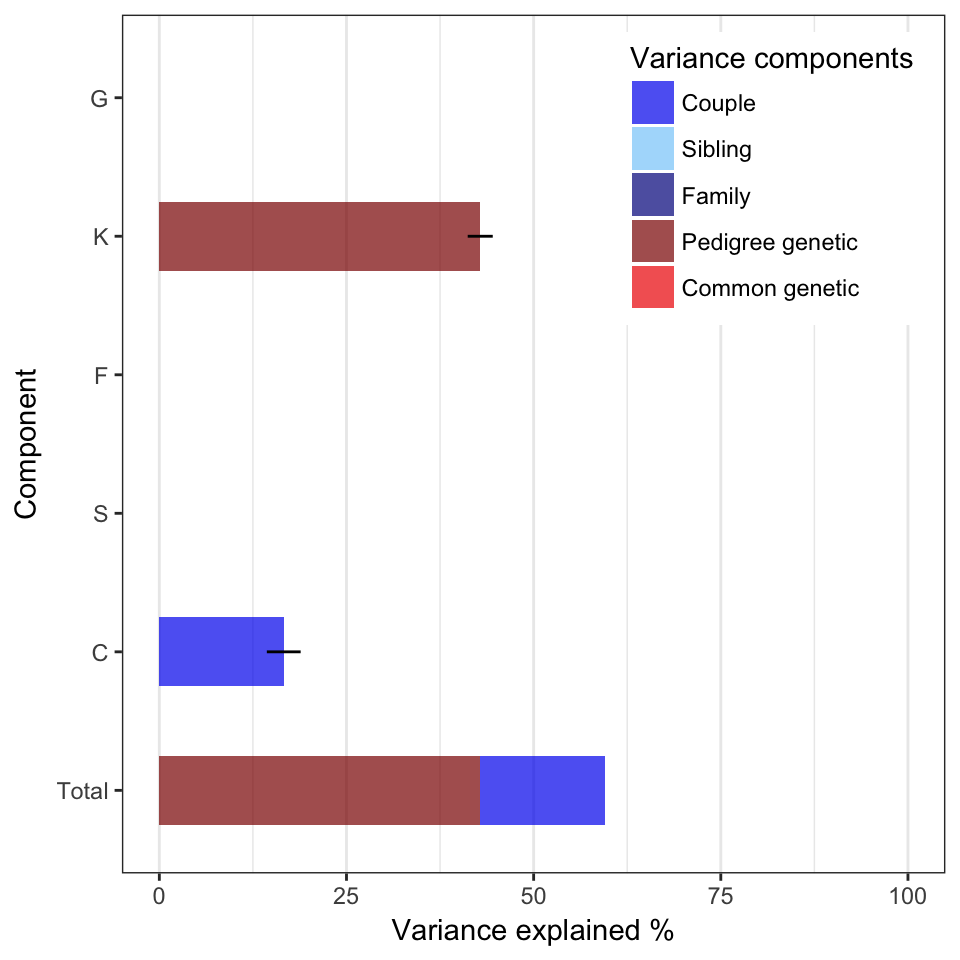 Variance components
Couple
Sibling
Family
Pedigree genetic
Common genetic
G
K
F
S
C
Total
Component
0 25 50 75 100
Variance explained %